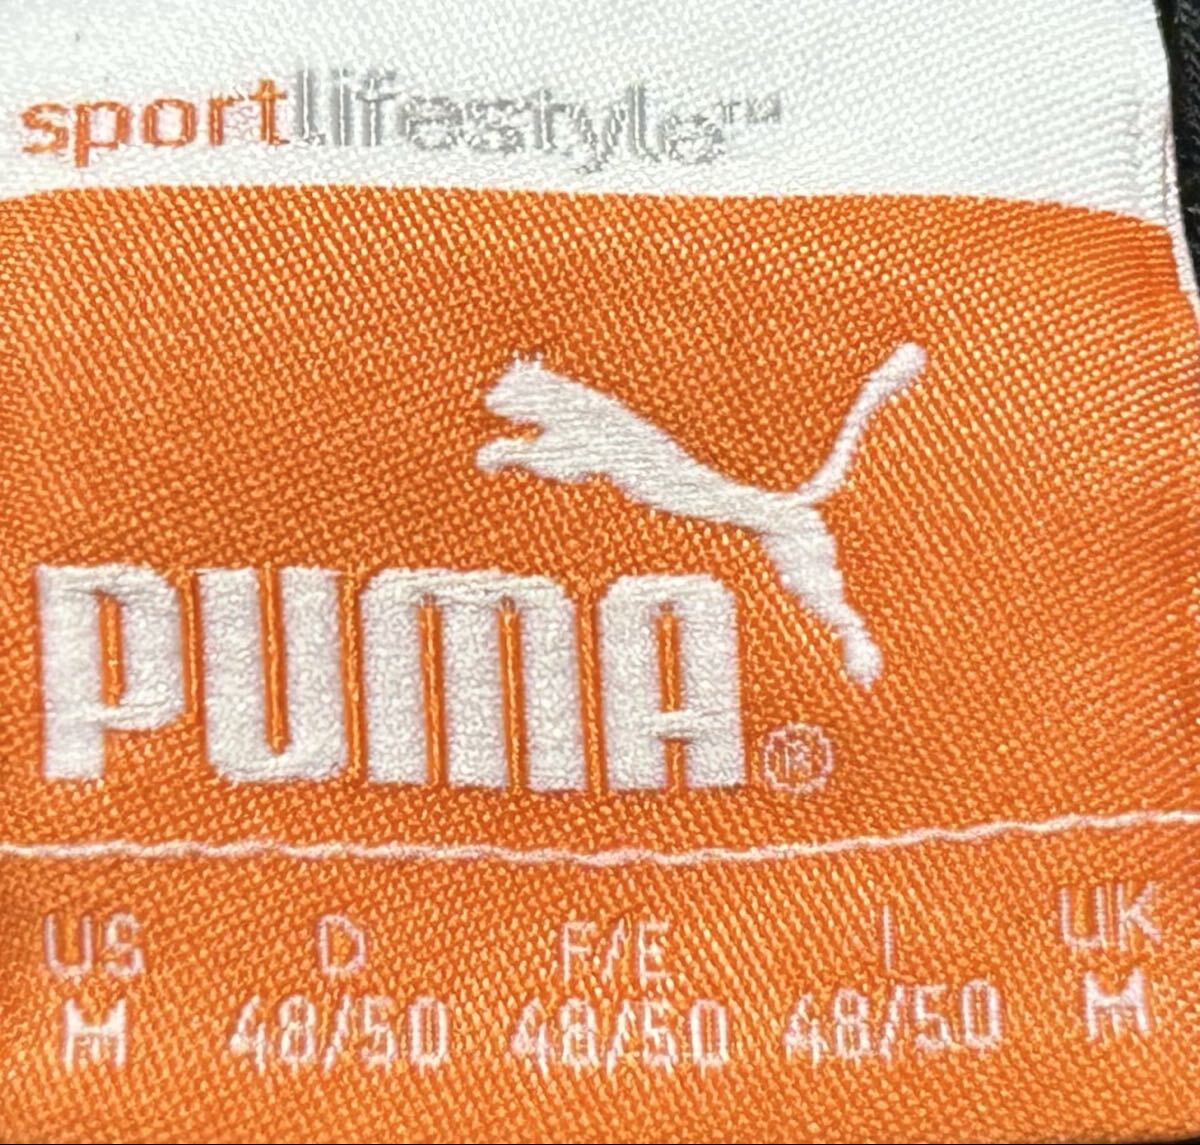 sportlifestyle™
PUMA®
US D F/E I UK
M 48/50 48/50 48/50 M